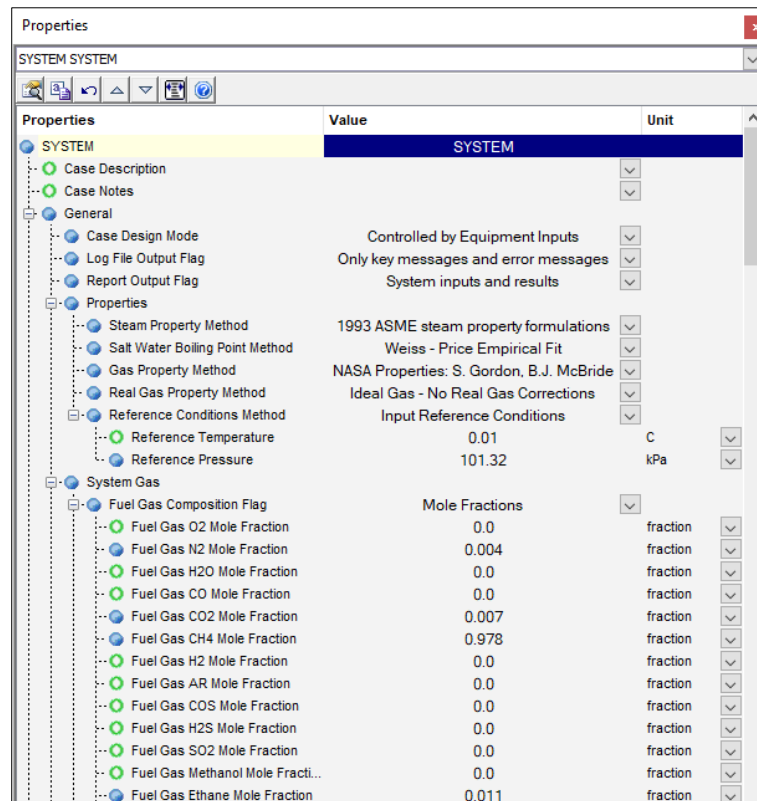 Properties
SYSTEM SYSTEM
Properties Value Unit
SYSTEM SYSTEM
Case Description
Case Notes
General
Case Design Mode Controlled by Equipment Inputs
Log File Output Flag Only key messages and error messages
Report Output Flag System inputs and results
Properties
Steam Property Method 1993 ASME steam property formulations
Salt Water Boiling Point Method Weiss - Price Empirical Fit
Gas Property Method NASA Properties: S. Gordon, B.J. McBride
Real Gas Property Method Ideal Gas - No Real Gas Corrections
Reference Conditions Method Input Reference Conditions
Reference Temperature 0.01 C
Reference Pressure 101.32 kPa
System Gas
Fuel Gas Composition Flag Mole Fractions
Fuel Gas O2 Mole Fraction 0.0 fraction
Fuel Gas N2 Mole Fraction 0.004 fraction
Fuel Gas H2O Mole Fraction 0.0 fraction
Fuel Gas CO Mole Fraction 0.0 fraction
Fuel Gas CO2 Mole Fraction 0.007 fraction
Fuel Gas CH4 Mole Fraction 0.978 fraction
Fuel Gas H2 Mole Fraction 0.0 fraction
Fuel Gas AR Mole Fraction 0.0 fraction
Fuel Gas COS Mole Fraction 0.0 fraction
Fuel Gas H2S Mole Fraction 0.0 fraction
Fuel Gas SO2 Mole Fraction 0.0 fraction
Fuel Gas Methanol Mole Fracti... 0.0 fraction
Fuel Gas Ethane Mole Fraction 0.011 fraction